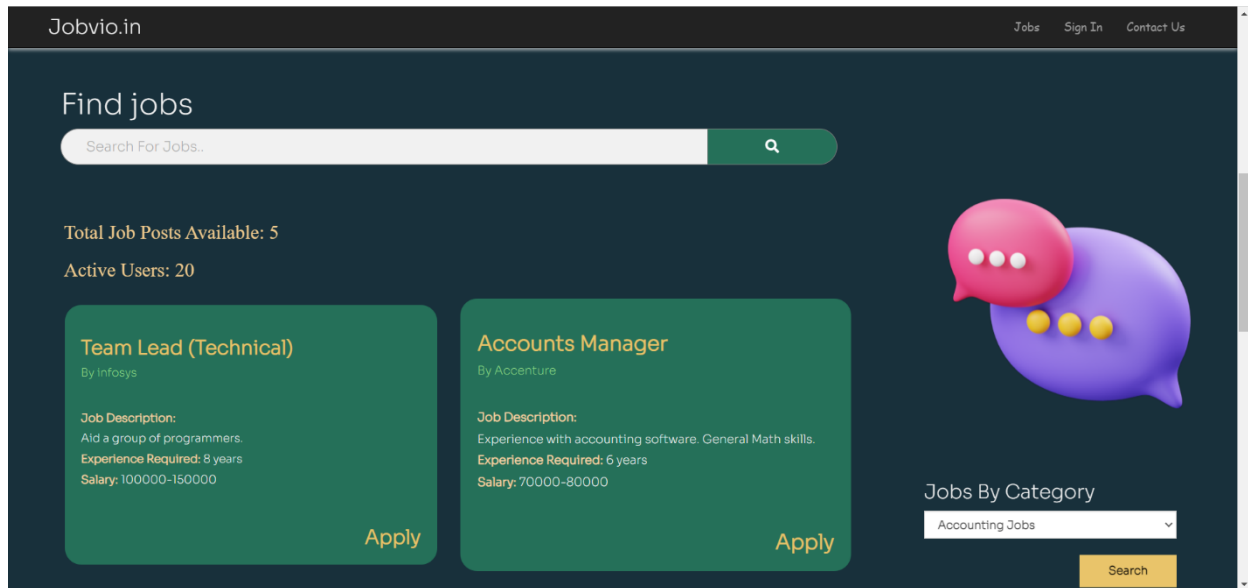 Jobvio.in
Jobs Sign In Contact Us
Find jobs
Search For Jobs..
Total Job Posts Available: 5
Active Users: 20
Team Lead (Technical)
By Infosys
Job Description:
Aid a group of programmers.
Experience Required: 8 years
Salary: 100000-150000
Apply
Accounts Manager
By Accenture
Job Description:
Experience with accounting software. General Math skills.
Experience Required: 6 years
Salary: 70000-80000
Apply
Jobs By Category
Accounting Jobs
Search